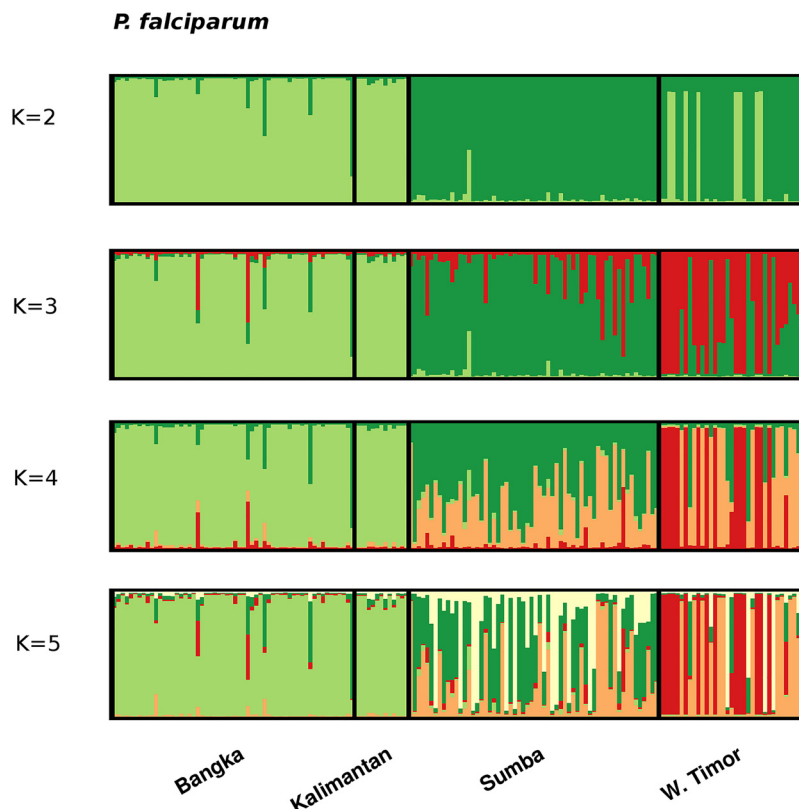 P. falciparum
K=2
K=3
K=4
K=5
Bangka
Kalimantan
Sumba
W. Timor